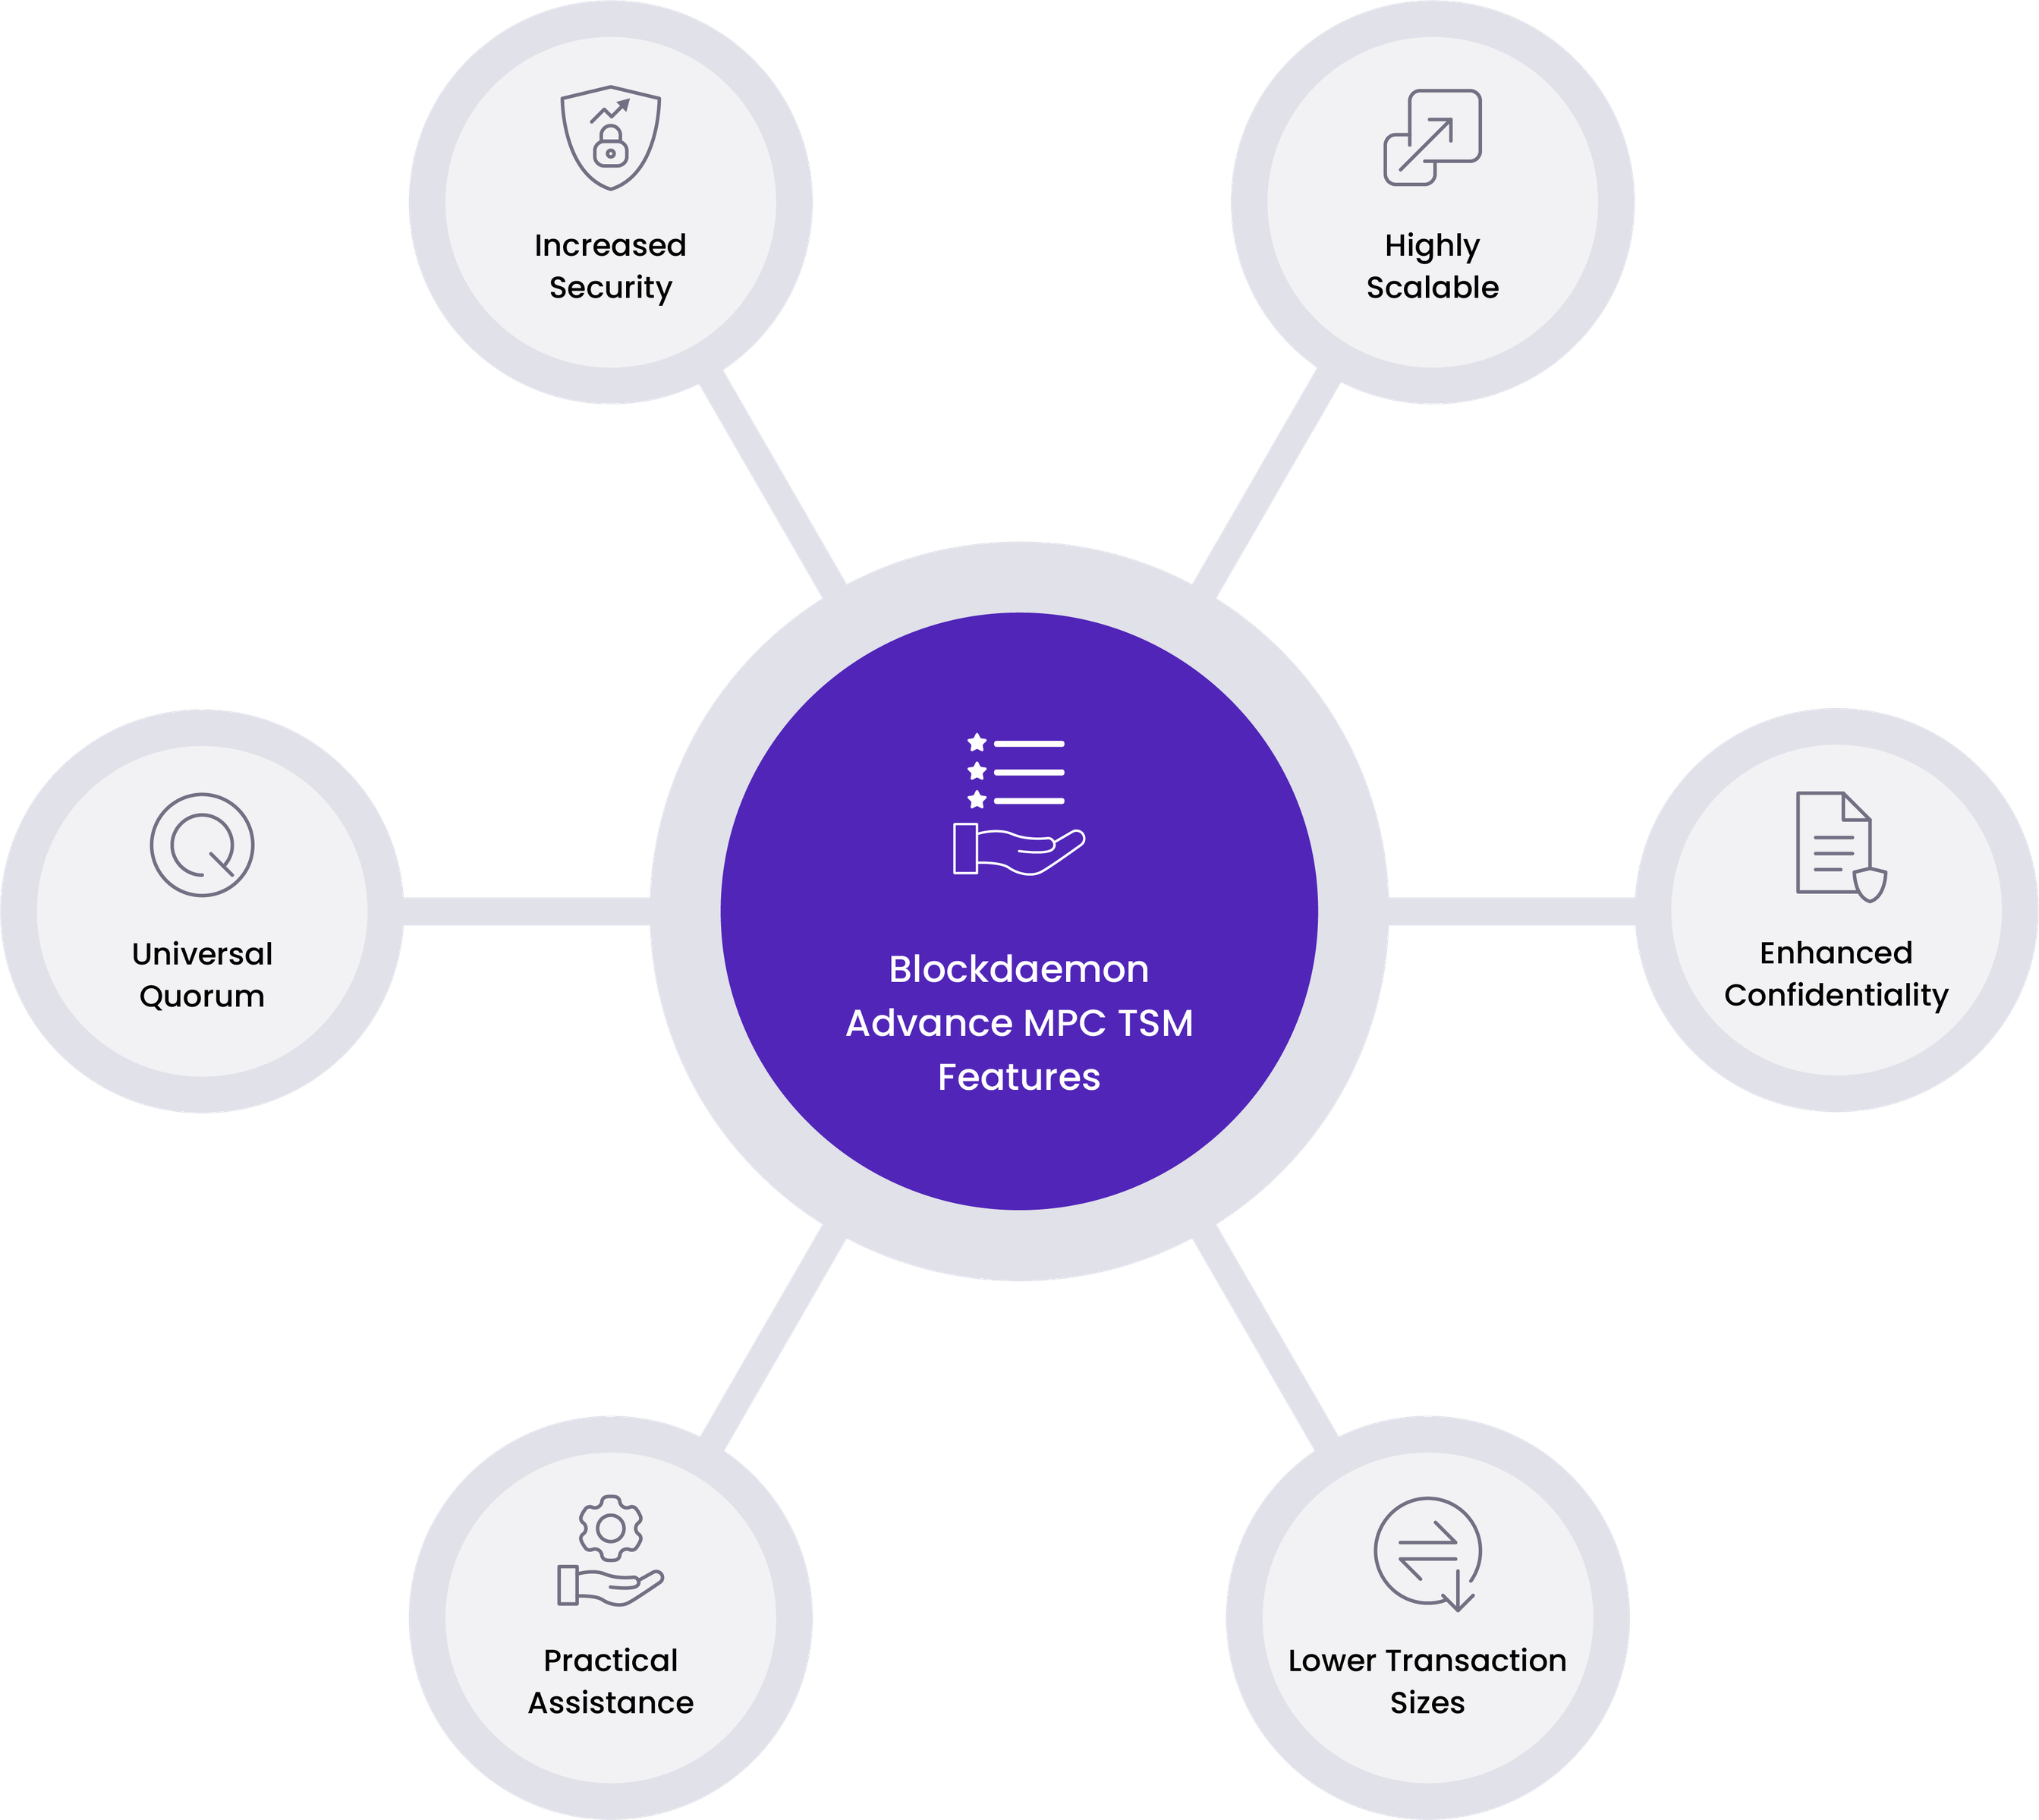 Increased
Security
Highly
Scalable
Universal
Quorum
Blockdaemon
Advance MPC TSM
Features
Enhanced
Confidentiality
Practical
Assistance
Lower Transaction
Sizes